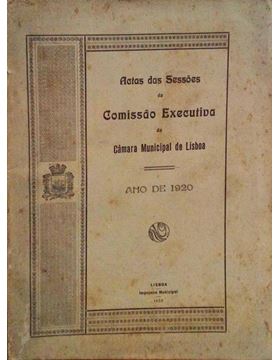 Actas das Sessões
da
Comissão Executiva
da
Câmara Municipal de Lisboa
ANO DE 1920
LISBOA
Imprensa Municipal